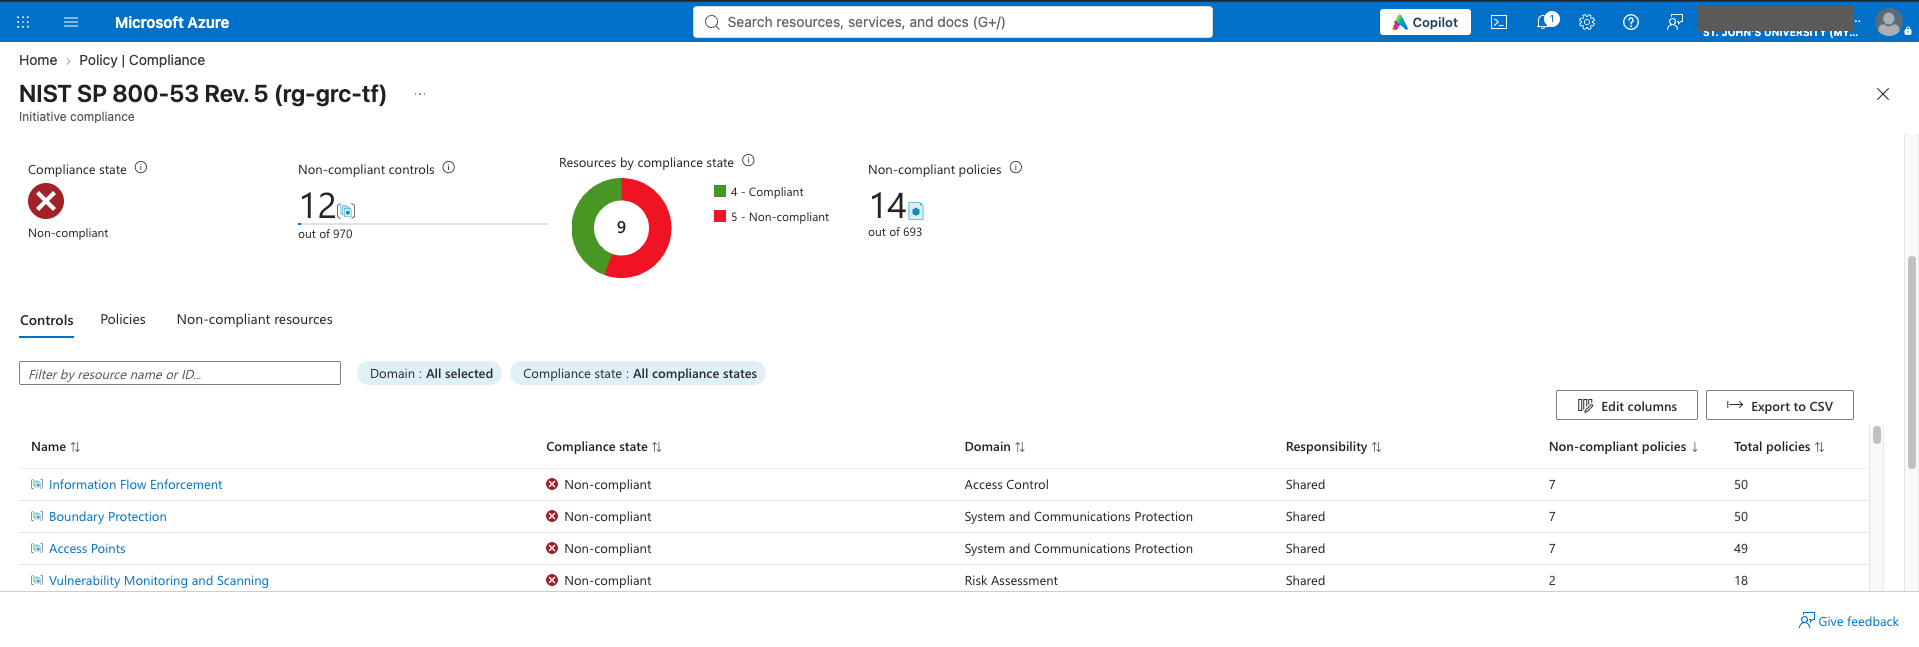 Microsoft Azure
Search resources, services, and docs (G+/)
Copilot
1
ST. JOHN'S UNIVERSITY (MY...
Home > Policy | Compliance
NIST SP 800-53 Rev. 5 (rg-grc-tf) ...
Initiative compliance
Compliance state
Non-compliant
Non-compliant controls
12
out of 970
Resources by compliance state
9
4 - Compliant
5 - Non-compliant
Non-compliant policies
14
out of 693
Controls Policies Non-compliant resources
Filter by resource name or ID...
Domain : All selected
Compliance state : All compliance states
Edit columns
Export to CSV
Name Compliance state Domain Responsibility Non-compliant policies Total policies
Information Flow Enforcement Non-compliant Access Control Shared 7 50
Boundary Protection Non-compliant System and Communications Protection Shared 7 50
Access Points Non-compliant System and Communications Protection Shared 7 49
Vulnerability Monitoring and Scanning Non-compliant Risk Assessment Shared 2 18
Give feedback